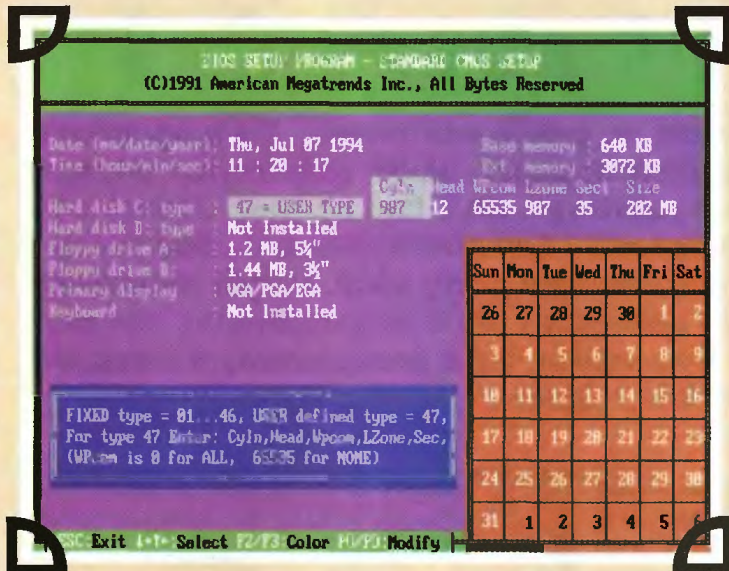 BIOS SETUP PROGRAM - STANDARD CMOS SETUP
(C)1991 American Megatrends Inc., All Bytes Reserved
Date (mn/date/year): Thu, Jul 07 1994
Base memory : 640 KB
Time (hour/min/sec): 11 : 20 : 17
Ext. memory : 3072 KB
Cyln Head WPcom LZone Sect Size
Hard disk C: type : 47 = USER TYPE 987 12 65535 987 35 202 MB
Hard disk D: type : Not Installed
Floppy drive A: : 1.2 MB, 5¼"
Floppy drive B: : 1.44 MB, 3½"
Primary display : VGA/PGA/EGA
Keyboard : Not Installed
Sun Mon Tue Wed Thu Fri Sat
26 27 28 29 30 1 2
3 4 5 6 7 8 9
10 11 12 13 14 15 16
17 18 19 20 21 22 23
24 25 26 27 28 29 30
31 1 2 3 4 5 6
FIXED type = 01...46, USER defined type = 47,
For type 47 Enter: Cyln,Head,WPcom,LZone,Sec,
(WPcom is 0 for ALL, 65535 for NONE)
ESC:Exit Select F2/F3:Color Modify